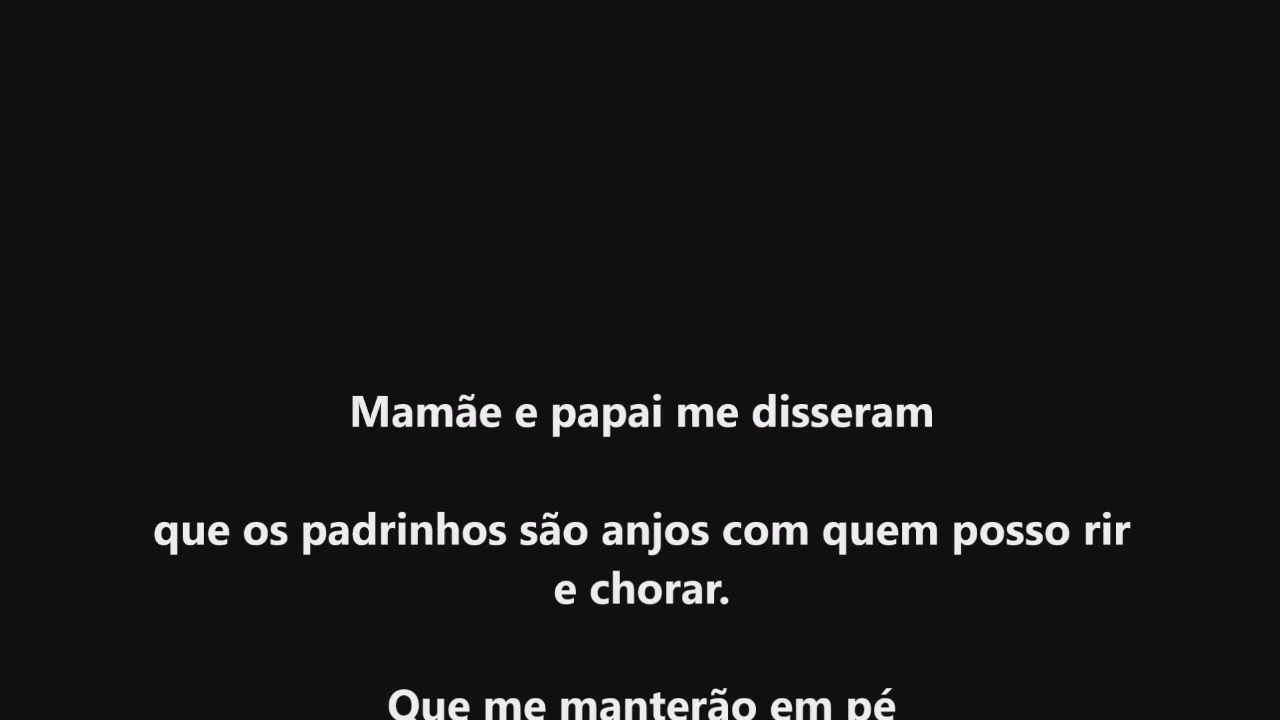 Mamãe e papai me disseram
que os padrinhos são anjos com quem posso rir
e chorar.
Que me manterão em pé